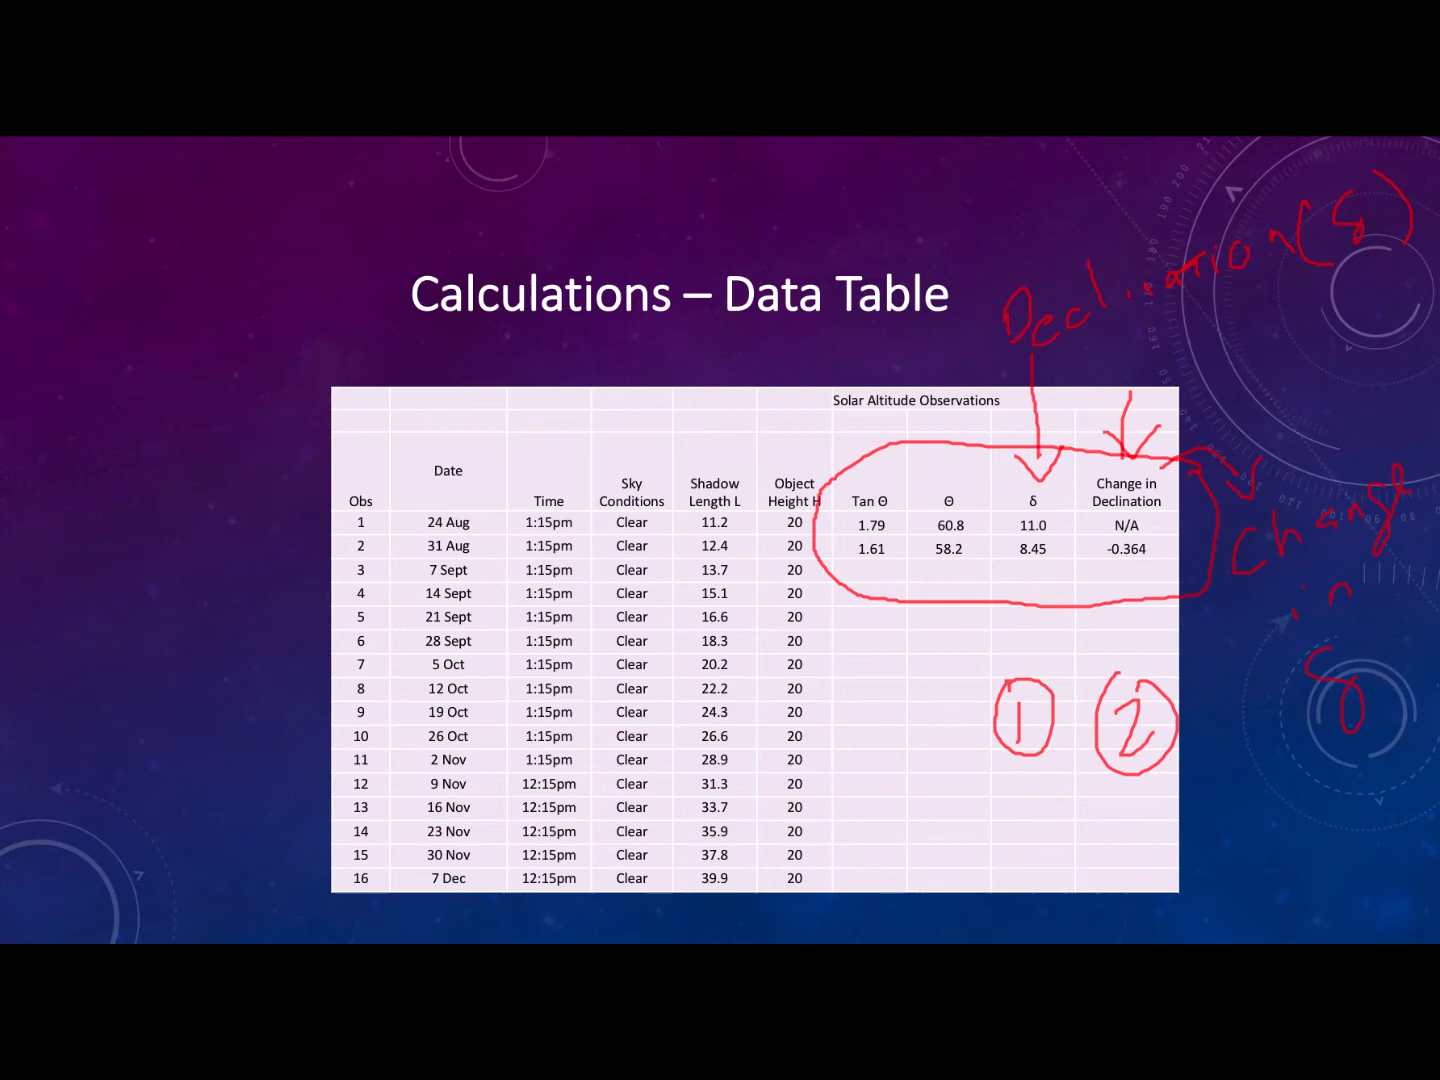 Calculations – Data Table
Declination (δ)
Solar Altitude Observations
Obs Date Time Sky Conditions Shadow Length L Object Height H Tan Θ Θ δ Change in Declination
1 24 Aug 1:15pm Clear 11.2 20 1.79 60.8 11.0 N/A
2 31 Aug 1:15pm Clear 12.4 20 1.61 58.2 8.45 -0.364
3 7 Sept 1:15pm Clear 13.7 20
4 14 Sept 1:15pm Clear 15.1 20
5 21 Sept 1:15pm Clear 16.6 20
6 28 Sept 1:15pm Clear 18.3 20
7 5 Oct 1:15pm Clear 20.2 20
8 12 Oct 1:15pm Clear 22.2 20
9 19 Oct 1:15pm Clear 24.3 20
10 26 Oct 1:15pm Clear 26.6 20
11 2 Nov 1:15pm Clear 28.9 20
12 9 Nov 12:15pm Clear 31.3 20
13 16 Nov 12:15pm Clear 33.7 20
14 23 Nov 12:15pm Clear 35.9 20
15 30 Nov 12:15pm Clear 37.8 20
16 7 Dec 12:15pm Clear 39.9 20
Change
in
δ
1 2